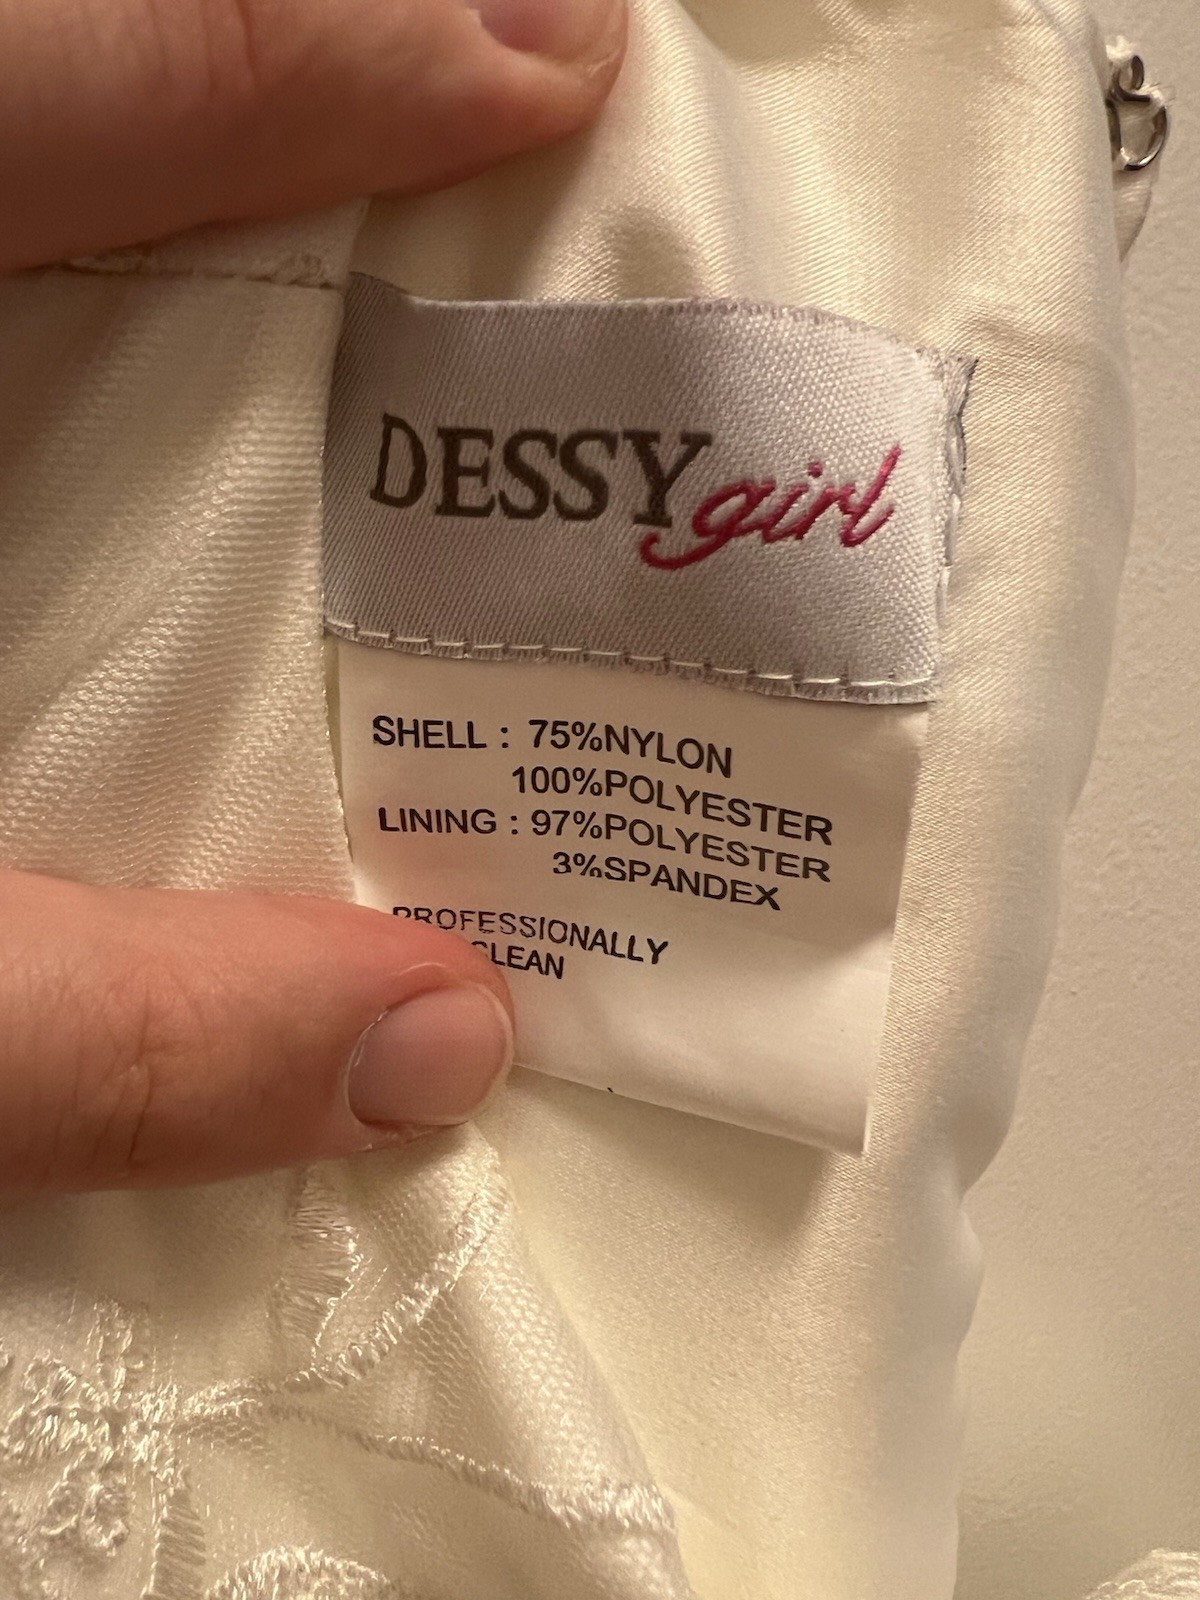 DESSY girl
SHELL : 75%NYLON
100%POLYESTER
LINING : 97%POLYESTER
3%SPANDEX
PROFESSIONALLY
CLEAN